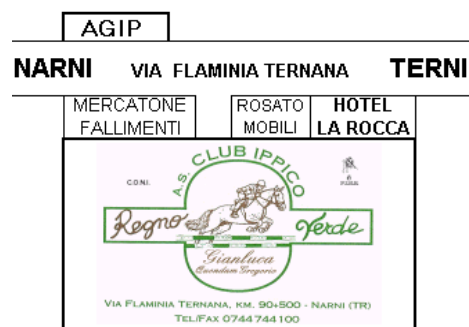 AGIP
NARNI VIA FLAMINIA TERNANA TERNI
MERCATONE FALLIMENTI
ROSATO MOBILI
HOTEL LA ROCCA
A.S. CLUB IPPICO
CONI.
Regno Verde
Gianluca
Quondam Gregorio
VIA FLAMINIA TERNANA, KM. 90+500 - NARNI (TR)
TEL/FAX 0744744100